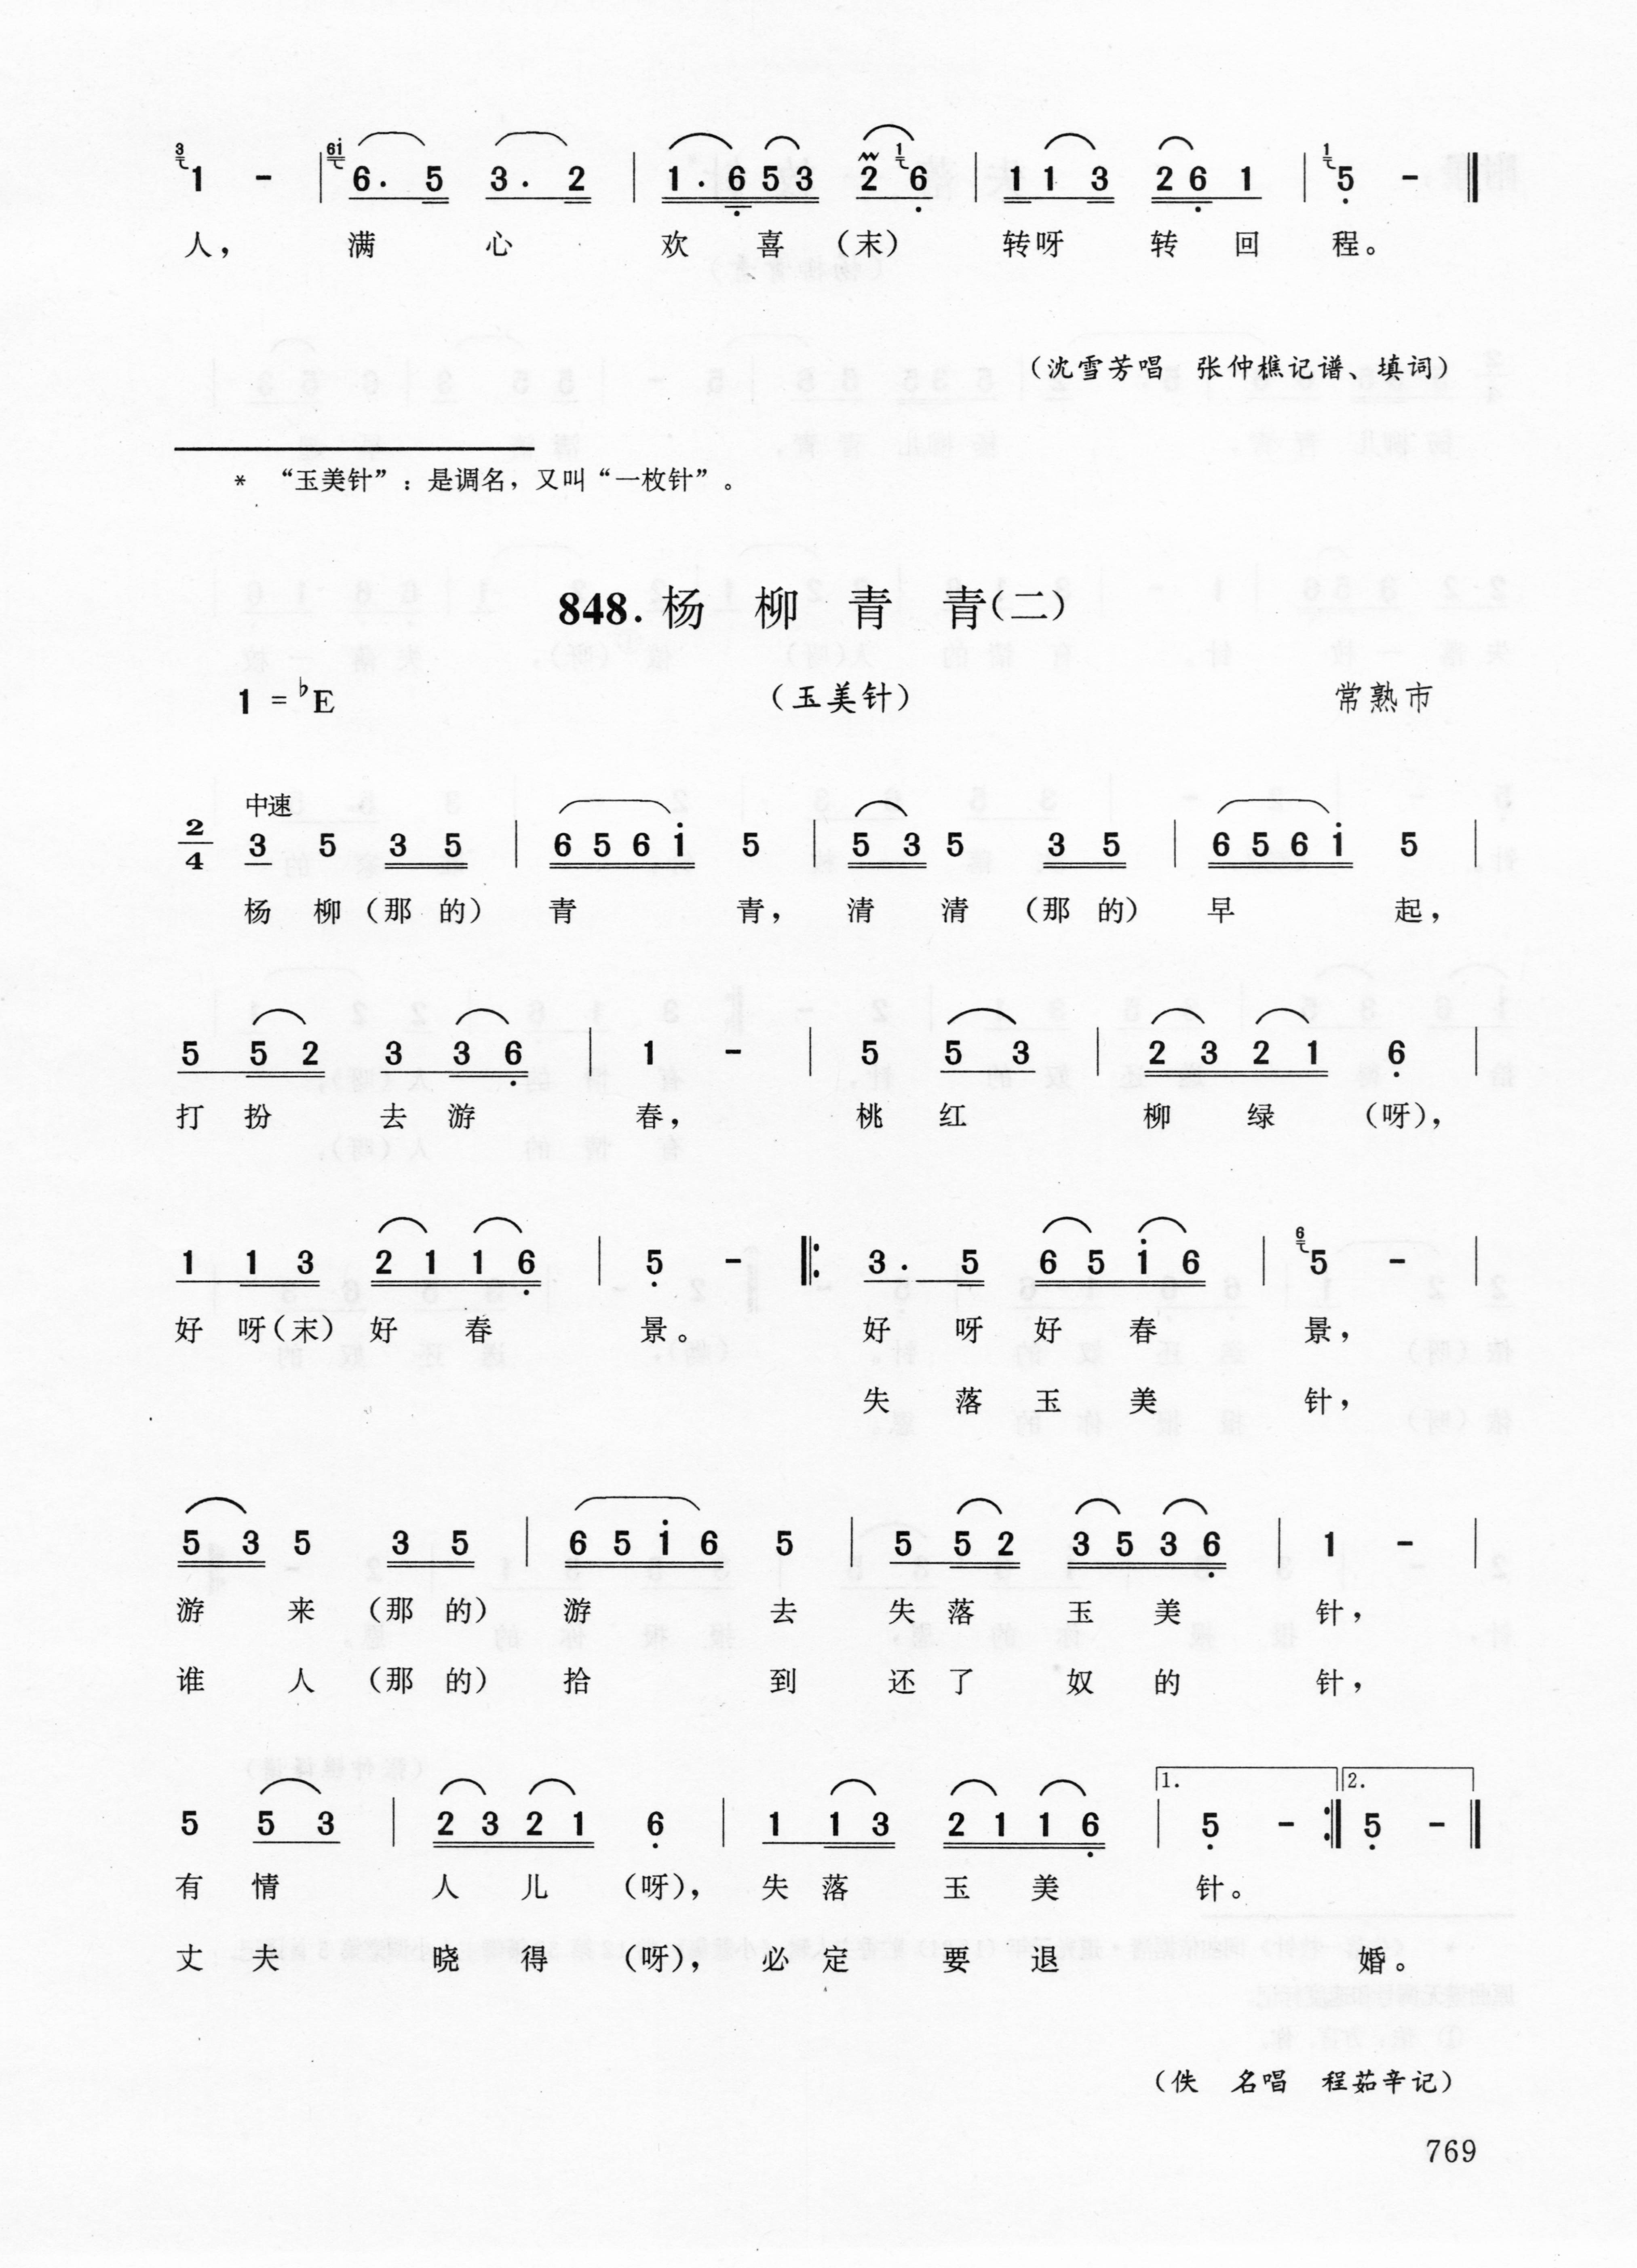 3 1 - | 6i 6. 5 3. 2 | 1. 6 5 3 2 1 6 | 1 1 3 2 6 1 | 1 5 - ‖
人， 满 心 欢 喜 （末） 转呀 转 回 程。
（沈雪芳唱 张仲樵记谱、填词）
* “玉美针”：是调名，又叫“一枚针”。
848. 杨 柳 青 青（二）
1 = ♭E （玉美针） 常熟市
中速
2/4 3 5 3 5 | 6 5 6 i 5 | 5 3 5 3 5 | 6 5 6 i 5 |
杨 柳（那 的） 青 青， 清 清 （那 的） 早 起，
5 5 2 3 3 6 | 1 - | 5 5 3 | 2 3 2 1 6 |
打 扮 去 游 春， 桃 红 柳 绿 （呀），
1 1 3 2 1 1 6 | 5 - ‖: 3. 5 6 5 i 6 | 6 5 - |
好 呀（末） 好 春 景。 好 呀 好 春 景，
失 落 玉 美 针，
5 3 5 3 5 | 6 5 i 6 5 | 5 5 2 3 5 3 6 | 1 - |
游 来 （那 的） 游 去 失 落 玉 美 针，
谁 人 （那 的） 拾 到 还 了 奴 的 针，
5 5 3 | 2 3 2 1 6 | 1 1 3 2 1 1 6 | 1. 5 - :‖ 2. 5 - ‖
有 情 人 儿 （呀）， 失 落 玉 美 针。
丈 夫 晓 得 （呀）， 必 定 要 退 婚。
（佚 名唱 程茹辛记）
769